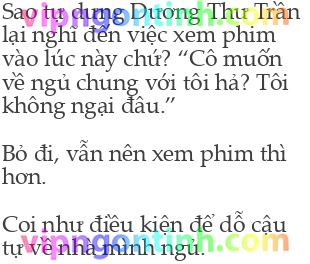 Sao tự dưng Dương Thư Trần
lại nghĩ đến việc xem phim
vào lúc này chứ? “Cô muốn
về ngủ chung với tôi hả? Tôi
không ngại đâu.”
Bỏ đi, vẫn nên xem phim thì
hơn.
Coi như điều kiện để dỗ cậu
tự về nhà mình ngủ.
vipngontinh.com
vipngontinh.com